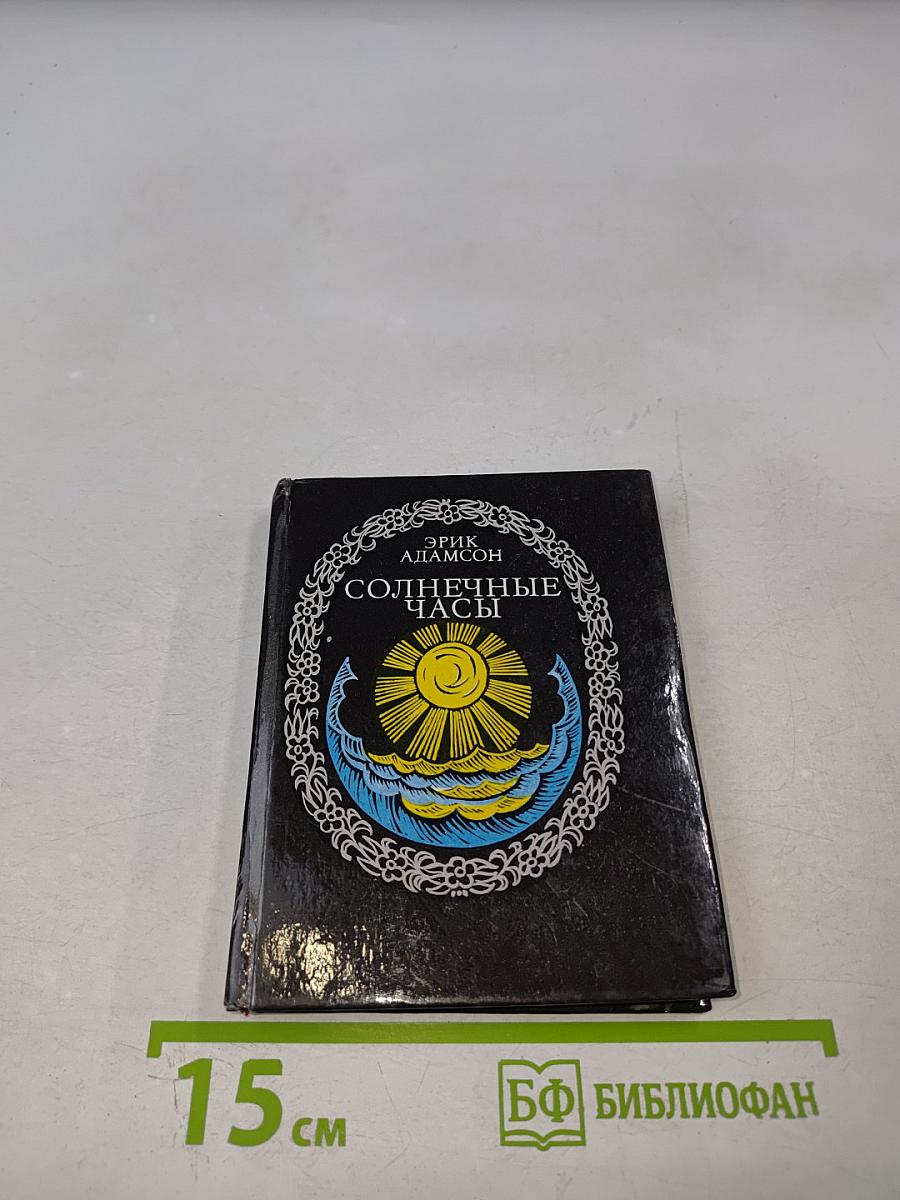 ЭРИК
АДАМСОН
СОЛНЕЧНЫЕ
ЧАСЫ
15 см
БФ БИБЛИОФАН